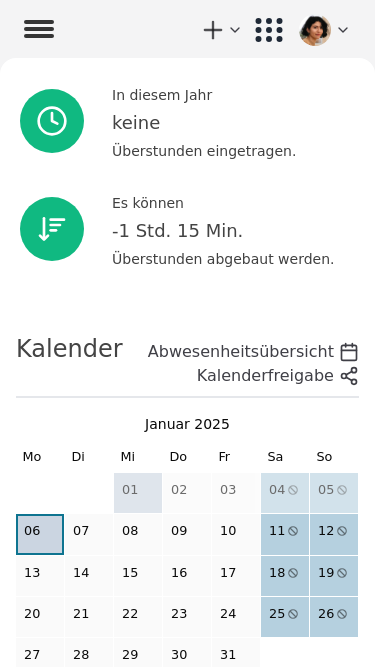 In diesem Jahr
keine
Überstunden eingetragen.
Es können
-1 Std. 15 Min.
Überstunden abgebaut werden.
Kalender
Abwesenheitsübersicht
Kalenderfreigabe
Januar 2025
Mo Di Mi Do Fr Sa So
01 02 03 04 05
06 07 08 09 10 11 12
13 14 15 16 17 18 19
20 21 22 23 24 25 26
27 28 29 30 31